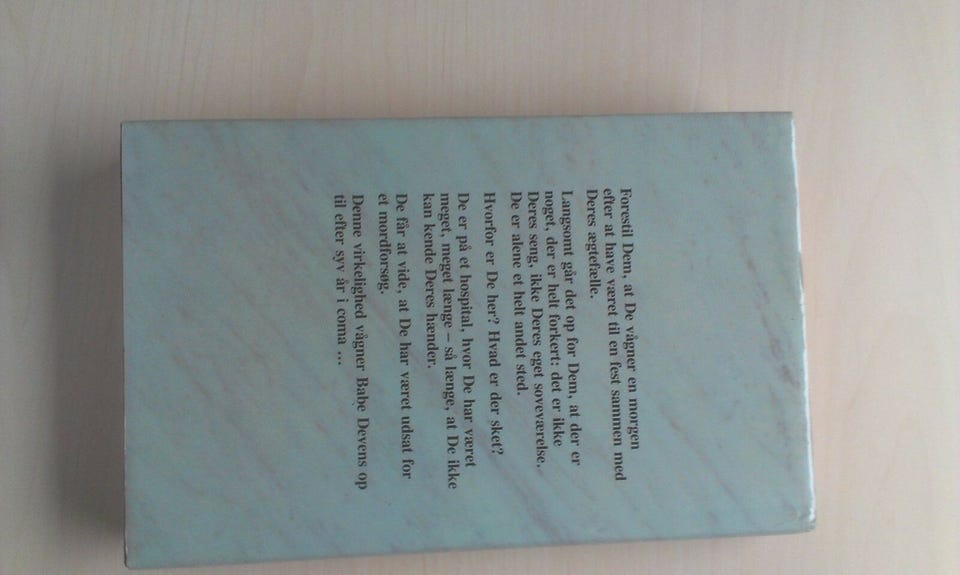 Forestil Dem, at De vågner en morgen
efter at have været til en fest sammen med
Deres ægtefælle.
Langsomt går det op for Dem, at der er
noget, der er helt forkert: det er ikke
Deres seng, ikke Deres eget soveværelse.
De er alene et helt andet sted.
Hvorfor er De her? Hvad er der sket?
De er på et hospital, hvor De har været
meget, meget længe – så længe, at De ikke
kan kende Deres hænder.
De får at vide, at De har været udsat for
et mordforsøg.
Denne virkelighed vågner Babe Devens op
til efter syv år i coma ...